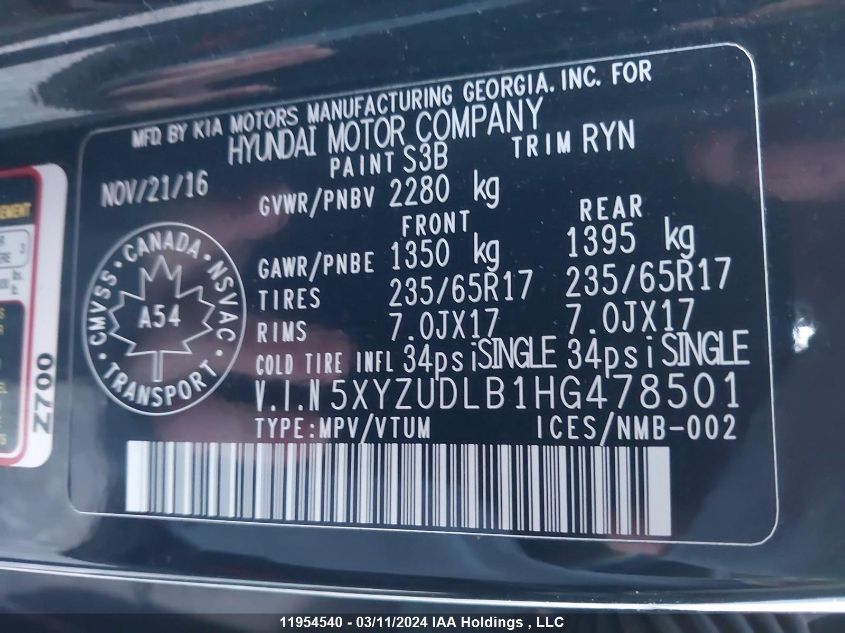 MFD. BY KIA MOTORS MANUFACTURING GEORGIA. INC. FOR
HYUNDAI MOTOR COMPANY
PAINT S3B TRIM RYN
NOV/21/16
GVWR/PNBV 2280 kg
FRONT REAR
GAWR/PNBE 1350 kg 1395 kg
TIRES 235/65R17 235/65R17
RIMS 7.0JX17 7.0JX17
COLD TIRE INFL 34psi SINGLE 34psi SINGLE
V.I.N 5XYZUDLB1HG478501
TYPE:MPV/VTUM ICES/NMB-002
CMVSS · CANADA · NSVAC · TRANSPORT
A54
Z700
11954540 - 03/11/2024 IAA Holdings , LLC